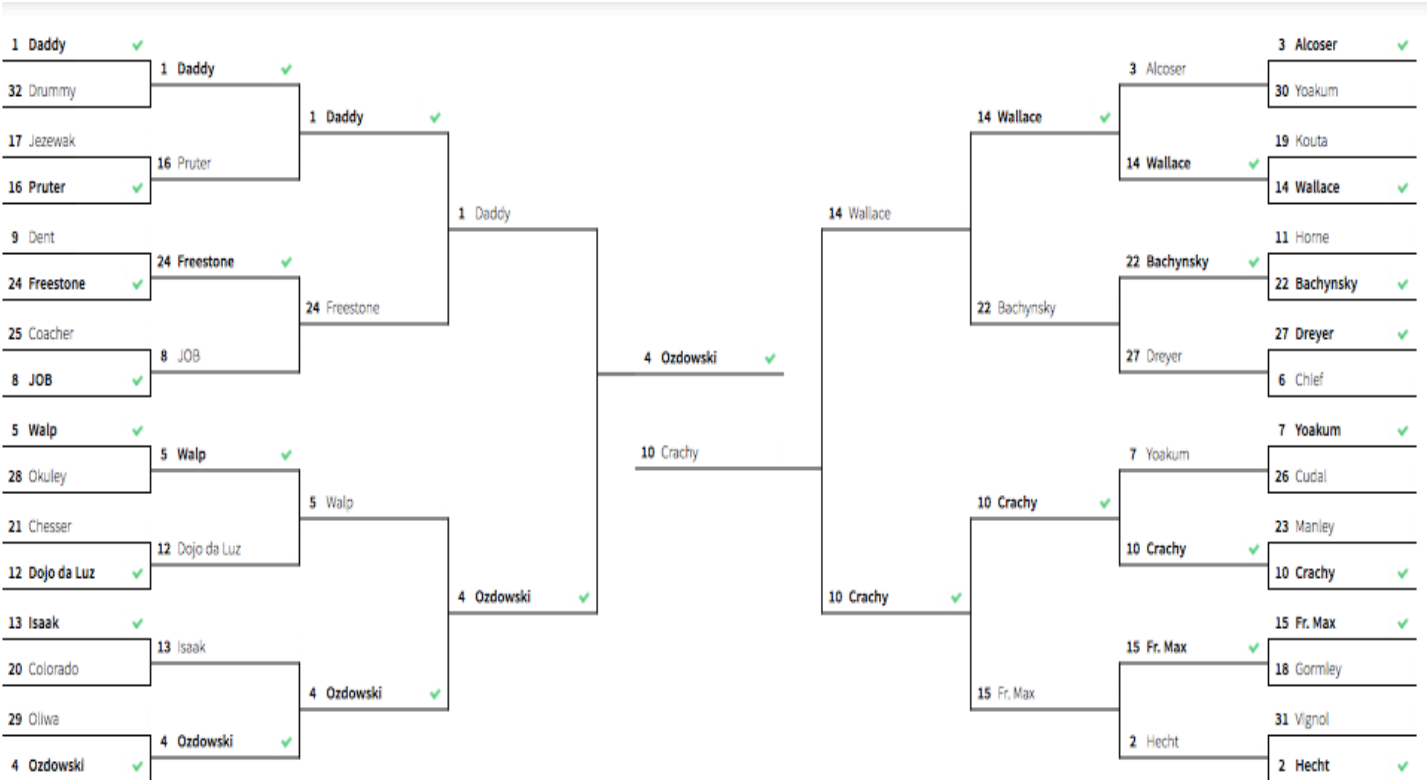 1 Daddy
32 Drummy
17 Jezewak
16 Pruter
9 Dent
24 Freestone
25 Coacher
8 JOB
5 Walp
28 Okuley
21 Chesser
12 Dojo da Luz
13 Isaak
20 Colorado
29 Oliwa
4 Ozdowski
1 Daddy
16 Pruter
24 Freestone
8 JOB
5 Walp
12 Dojo da Luz
13 Isaak
4 Ozdowski
1 Daddy
24 Freestone
5 Walp
4 Ozdowski
1 Daddy
4 Ozdowski
4 Ozdowski
10 Crachy
14 Wallace
10 Crachy
14 Wallace
22 Bachynsky
10 Crachy
15 Fr. Max
3 Alcoser
14 Wallace
22 Bachynsky
27 Dreyer
7 Yoakum
10 Crachy
15 Fr. Max
2 Hecht
3 Alcoser
30 Yoakum
19 Kouta
14 Wallace
11 Horne
22 Bachynsky
27 Dreyer
6 Chief
7 Yoakum
26 Cudal
23 Manley
10 Crachy
15 Fr. Max
18 Gormley
31 Vignol
2 Hecht